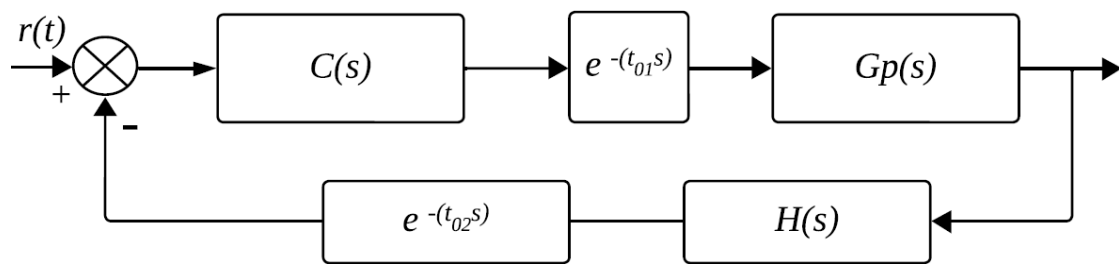 r(t)
+
-
C(s)
e -(t01s)
Gp(s)
e -(t02s)
H(s)